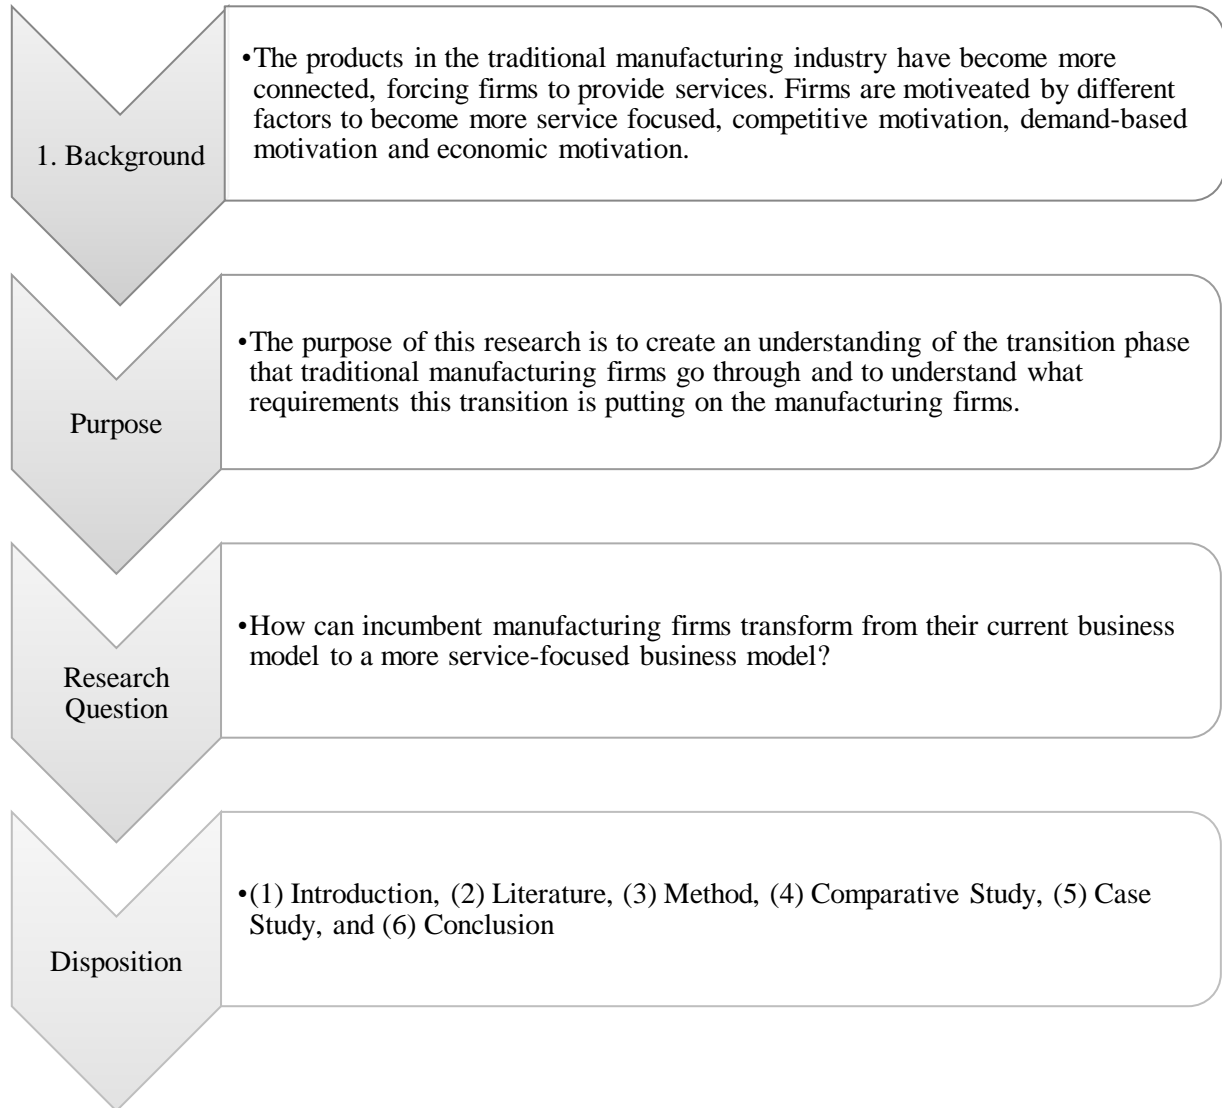 1. Background
•The products in the traditional manufacturing industry have become more
connected, forcing firms to provide services. Firms are motiveated by different
factors to become more service focused, competitive motivation, demand-based
motivation and economic motivation.
Purpose
•The purpose of this research is to create an understanding of the transition phase
that traditional manufacturing firms go through and to understand what
requirements this transition is putting on the manufacturing firms.
Research
Question
•How can incumbent manufacturing firms transform from their current business
model to a more service-focused business model?
Disposition
•(1) Introduction, (2) Literature, (3) Method, (4) Comparative Study, (5) Case
Study, and (6) Conclusion